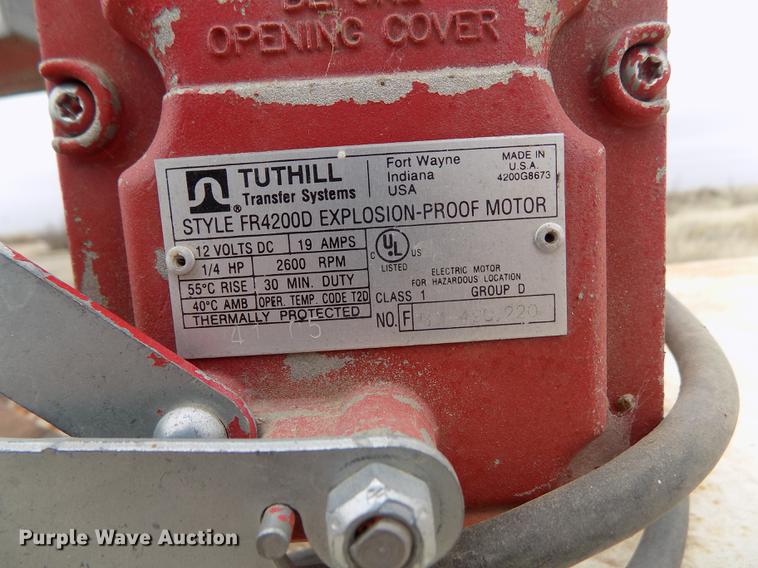 OPENING COVER
TUTHILL
Transfer Systems
®
Fort Wayne
Indiana
USA
MADE IN
U.S.A.
4200G8673
STYLE FR4200D EXPLOSION-PROOF MOTOR
12 VOLTS DC 19 AMPS
1/4 HP 2600 RPM
55°C RISE 30 MIN. DUTY
40°C AMB OPER. TEMP. CODE T2D
THERMALLY PROTECTED
C UL US
LISTED
ELECTRIC MOTOR
FOR HAZARDOUS LOCATION
CLASS 1 GROUP D
NO. F
Purple Wave Auction